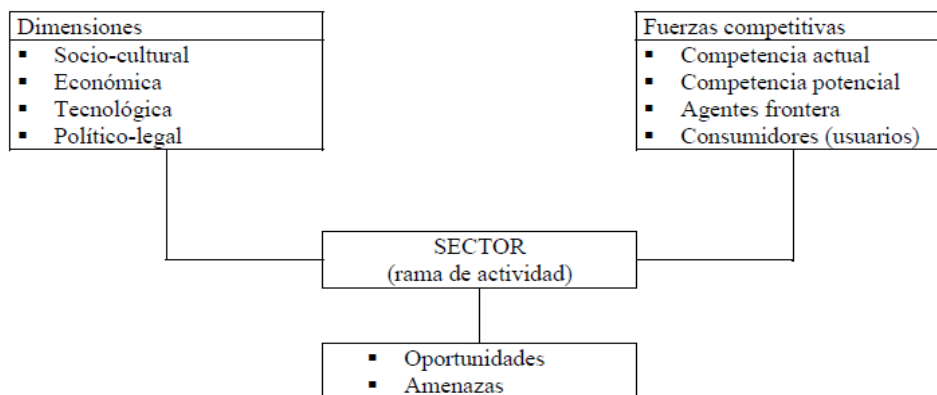 Dimensiones
▪ Socio-cultural
▪ Económica
▪ Tecnológica
▪ Político-legal
Fuerzas competitivas
▪ Competencia actual
▪ Competencia potencial
▪ Agentes frontera
▪ Consumidores (usuarios)
SECTOR
(rama de actividad)
▪ Oportunidades
▪ Amenazas